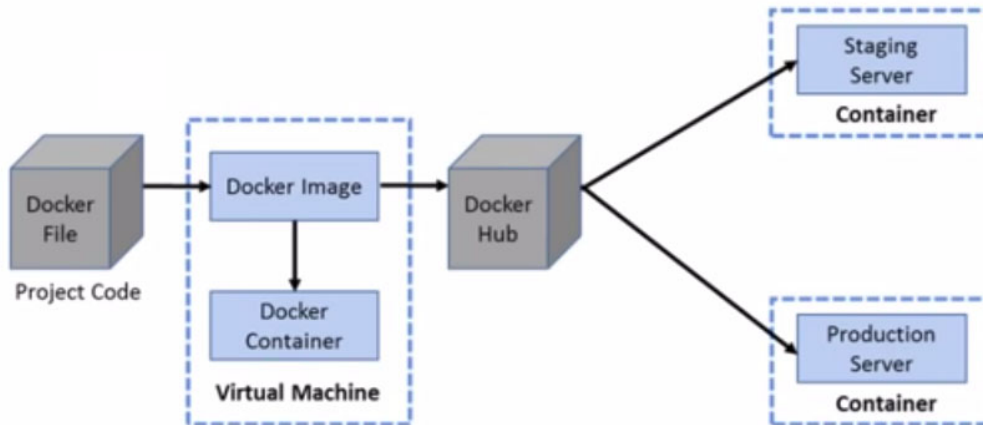 Docker
File
Project Code
Docker Image
Docker
Container
Virtual Machine
Docker
Hub
Staging
Server
Container
Production
Server
Container